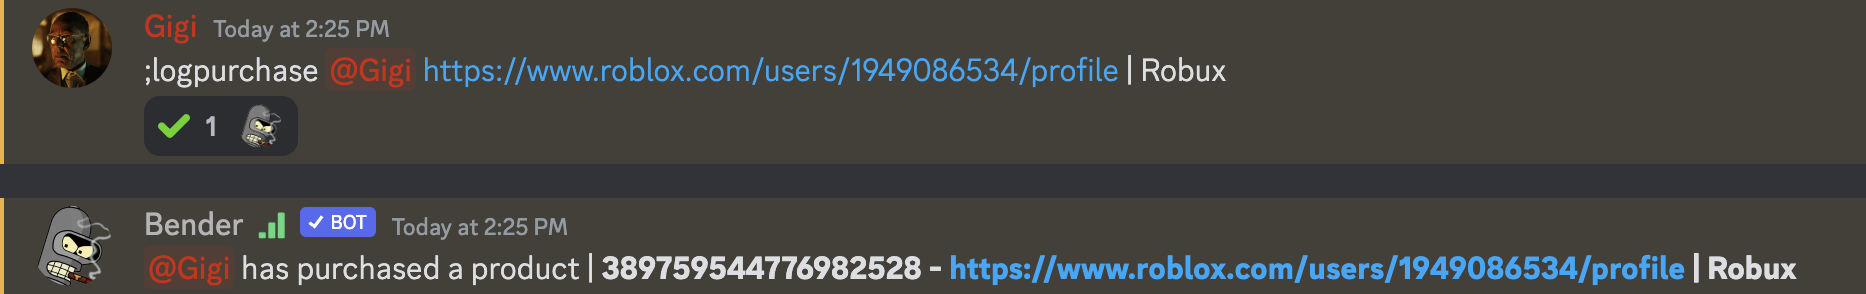 Gigi Today at 2:25 PM
;logpurchase @Gigi https://www.roblox.com/users/1949086534/profile | Robux
1
Bender BOT Today at 2:25 PM
@Gigi has purchased a product | 389759544776982528 - https://www.roblox.com/users/1949086534/profile | Robux